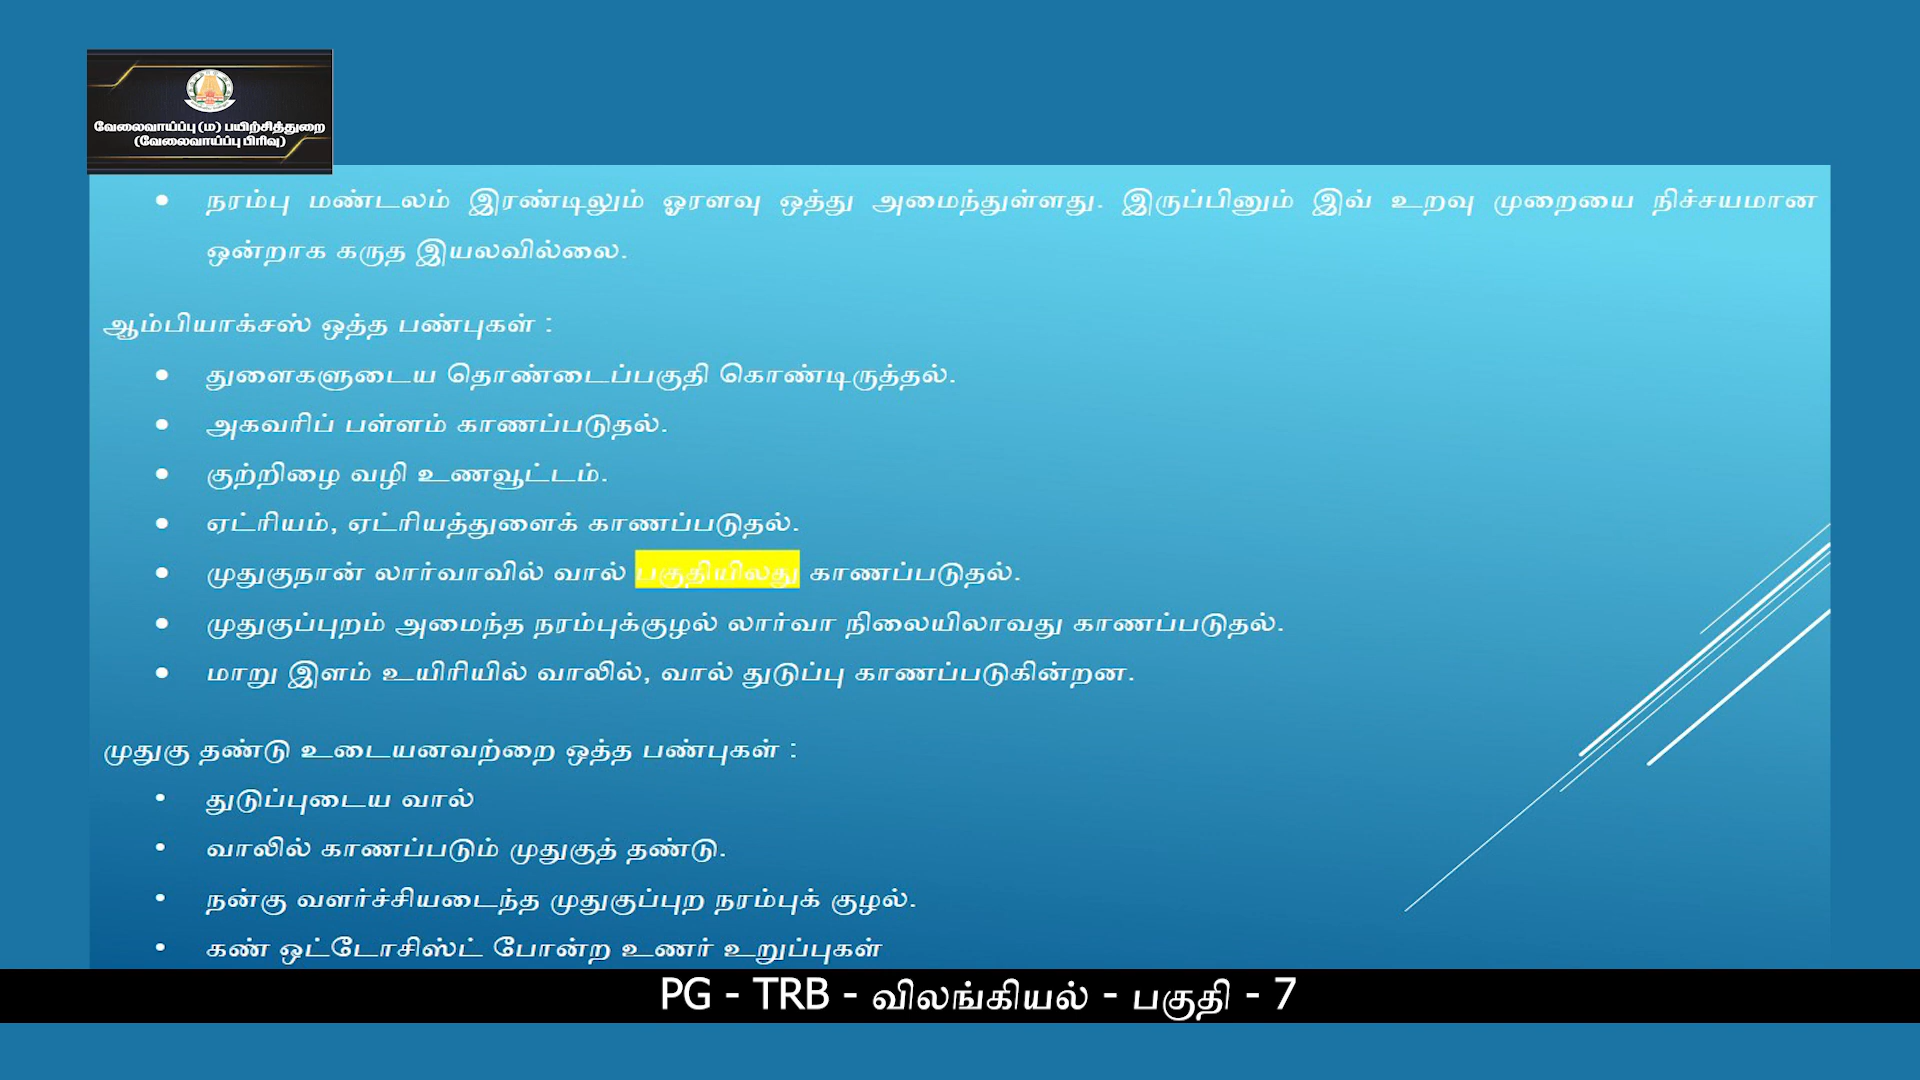 வேலைவாய்ப்பு (ம) பயிற்சித்துறை
(வேலைவாய்ப்பு பிரிவு)
• நரம்பு மண்டலம் இரண்டிலும் ஓரளவு ஒத்து அமைந்துள்ளது. இருப்பினும் இவ் உறவு முறையை நிச்சயமான
ஒன்றாக கருத இயலவில்லை.
ஆம்பியாக்சஸ் ஒத்த பண்புகள் :
• துளைகளுடைய தொண்டைப்பகுதி கொண்டிருத்தல்.
• அகவரிப் பள்ளம் காணப்படுதல்.
• குற்றிழை வழி உணவூட்டம்.
• ஏட்ரியம், ஏட்ரியத்துளைக் காணப்படுதல்.
• முதுகுநாண் லார்வாவில் வால் பகுதியிலது காணப்படுதல்.
• முதுகுப்புறம் அமைந்த நரம்புக்குழல் லார்வா நிலையிலாவது காணப்படுதல்.
• மாறு இளம் உயிரியில் வாலில், வால் துடுப்பு காணப்படுகின்றன.
முதுகு தண்டு உடையனவற்றை ஒத்த பண்புகள் :
• துடுப்புடைய வால்
• வாலில் காணப்படும் முதுகுத் தண்டு.
• நன்கு வளர்ச்சியடைந்த முதுகுப்புற நரம்புக் குழல்.
• கண் ஒட்டோசிஸ்ட் போன்ற உணர் உறுப்புகள்
PG - TRB - விலங்கியல் - பகுதி - 7